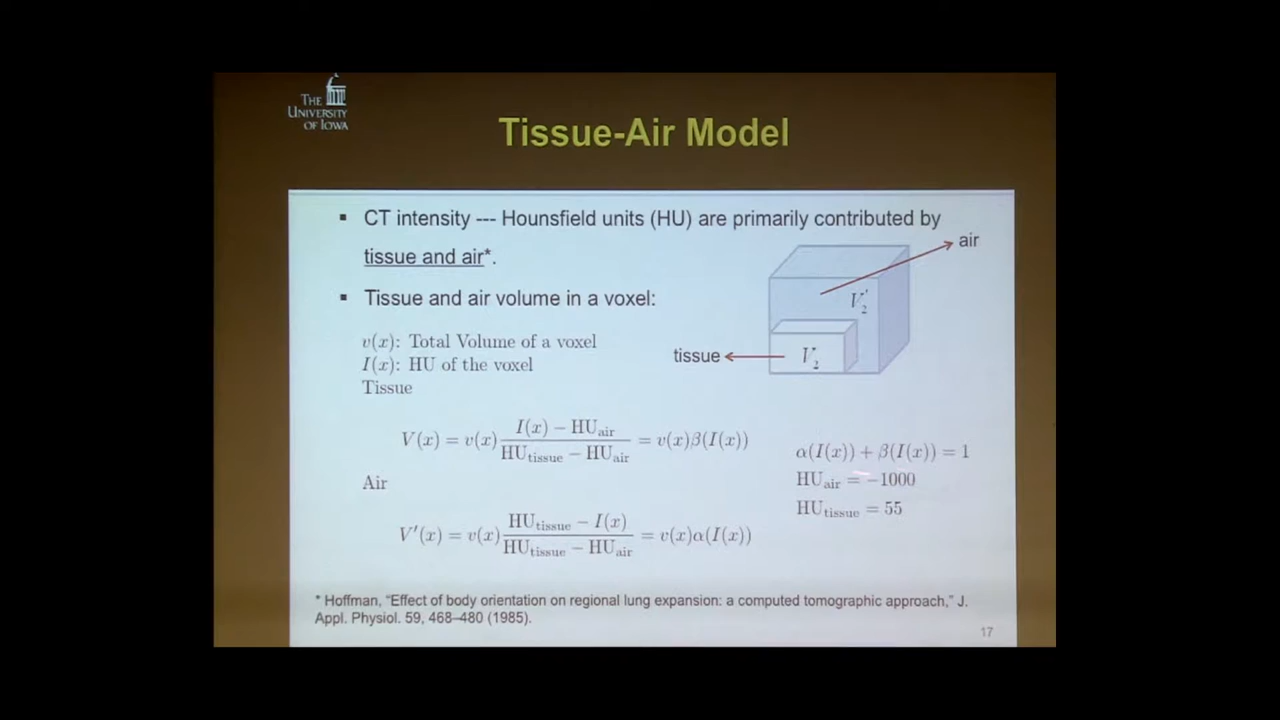 THE
UNIVERSITY
OF IOWA
Tissue-Air Model
▪ CT intensity --- Hounsfield units (HU) are primarily contributed by
tissue and air*.
air
▪ Tissue and air volume in a voxel:
V₂′
v(x): Total Volume of a voxel
I(x): HU of the voxel
Tissue
tissue
V₂
V(x) = v(x) (I(x) − HU_air) / (HU_tissue − HU_air) = v(x)β(I(x))
α(I(x)) + β(I(x)) = 1
HU_air = −1000
HU_tissue = 55
Air
V′(x) = v(x) (HU_tissue − I(x)) / (HU_tissue − HU_air) = v(x)α(I(x))
* Hoffman, "Effect of body orientation on regional lung expansion: a computed tomographic approach," J.
Appl. Physiol. 59, 468–480 (1985).
17